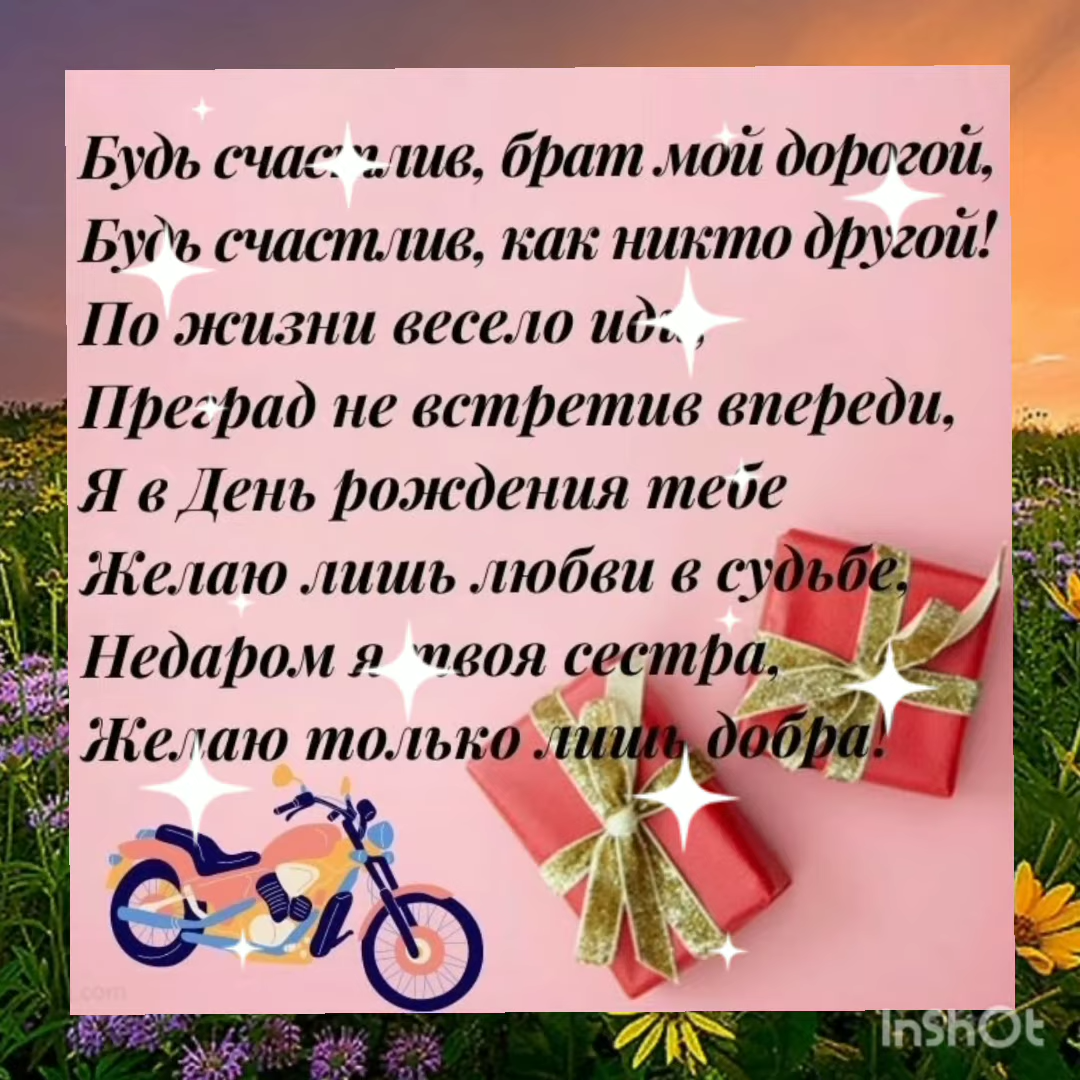 Будь счастлив, брат мой дорогой,
Будь счастлив, как никто другой!
По жизни весело иди,
Преград не встретив впереди,
Я в День рождения тебе
Желаю лишь любви в судьбе,
Недаром я твоя сестра,
Желаю только лишь добра!
com
InShOt